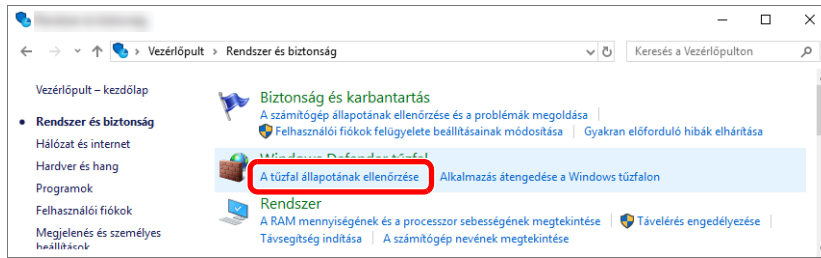 Vezérlőpult › Rendszer és biztonság
Keresés a Vezérlőpulton
Vezérlőpult – kezdőlap
Rendszer és biztonság
Hálózat és internet
Hardver és hang
Programok
Felhasználói fiókok
Megjelenés és személyes
beállítások
Biztonság és karbantartás
A számítógép állapotának ellenőrzése és a problémák megoldása
Felhasználói fiókok felügyelete beállításainak módosítása
Gyakran előforduló hibák elhárítása
Windows Defender tűzfal
A tűzfal állapotának ellenőrzése
Alkalmazás átengedése a Windows tűzfalon
Rendszer
A RAM mennyiségének és a processzor sebességének megtekintése
Távelérés engedélyezése
Távsegítség indítása
A számítógép nevének megtekintése